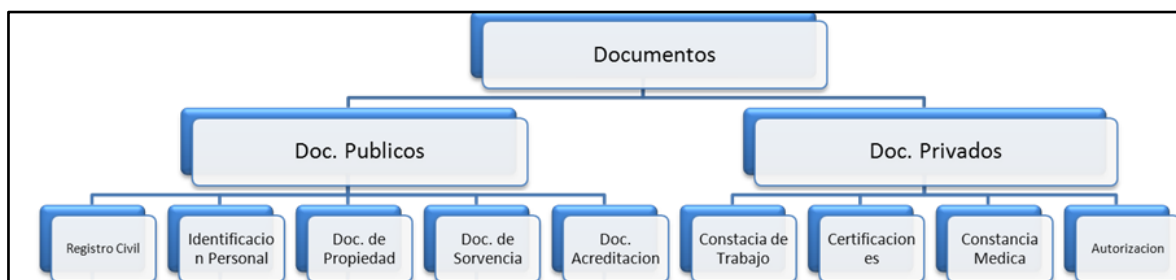 Documentos
Doc. Publicos
Doc. Privados
Registro Civil
Identificacio
n Personal
Doc. de
Propiedad
Doc. de
Sorvencia
Doc.
Acreditacion
Constacia de
Trabajo
Certificacion
es
Constancia
Medica
Autorizacion